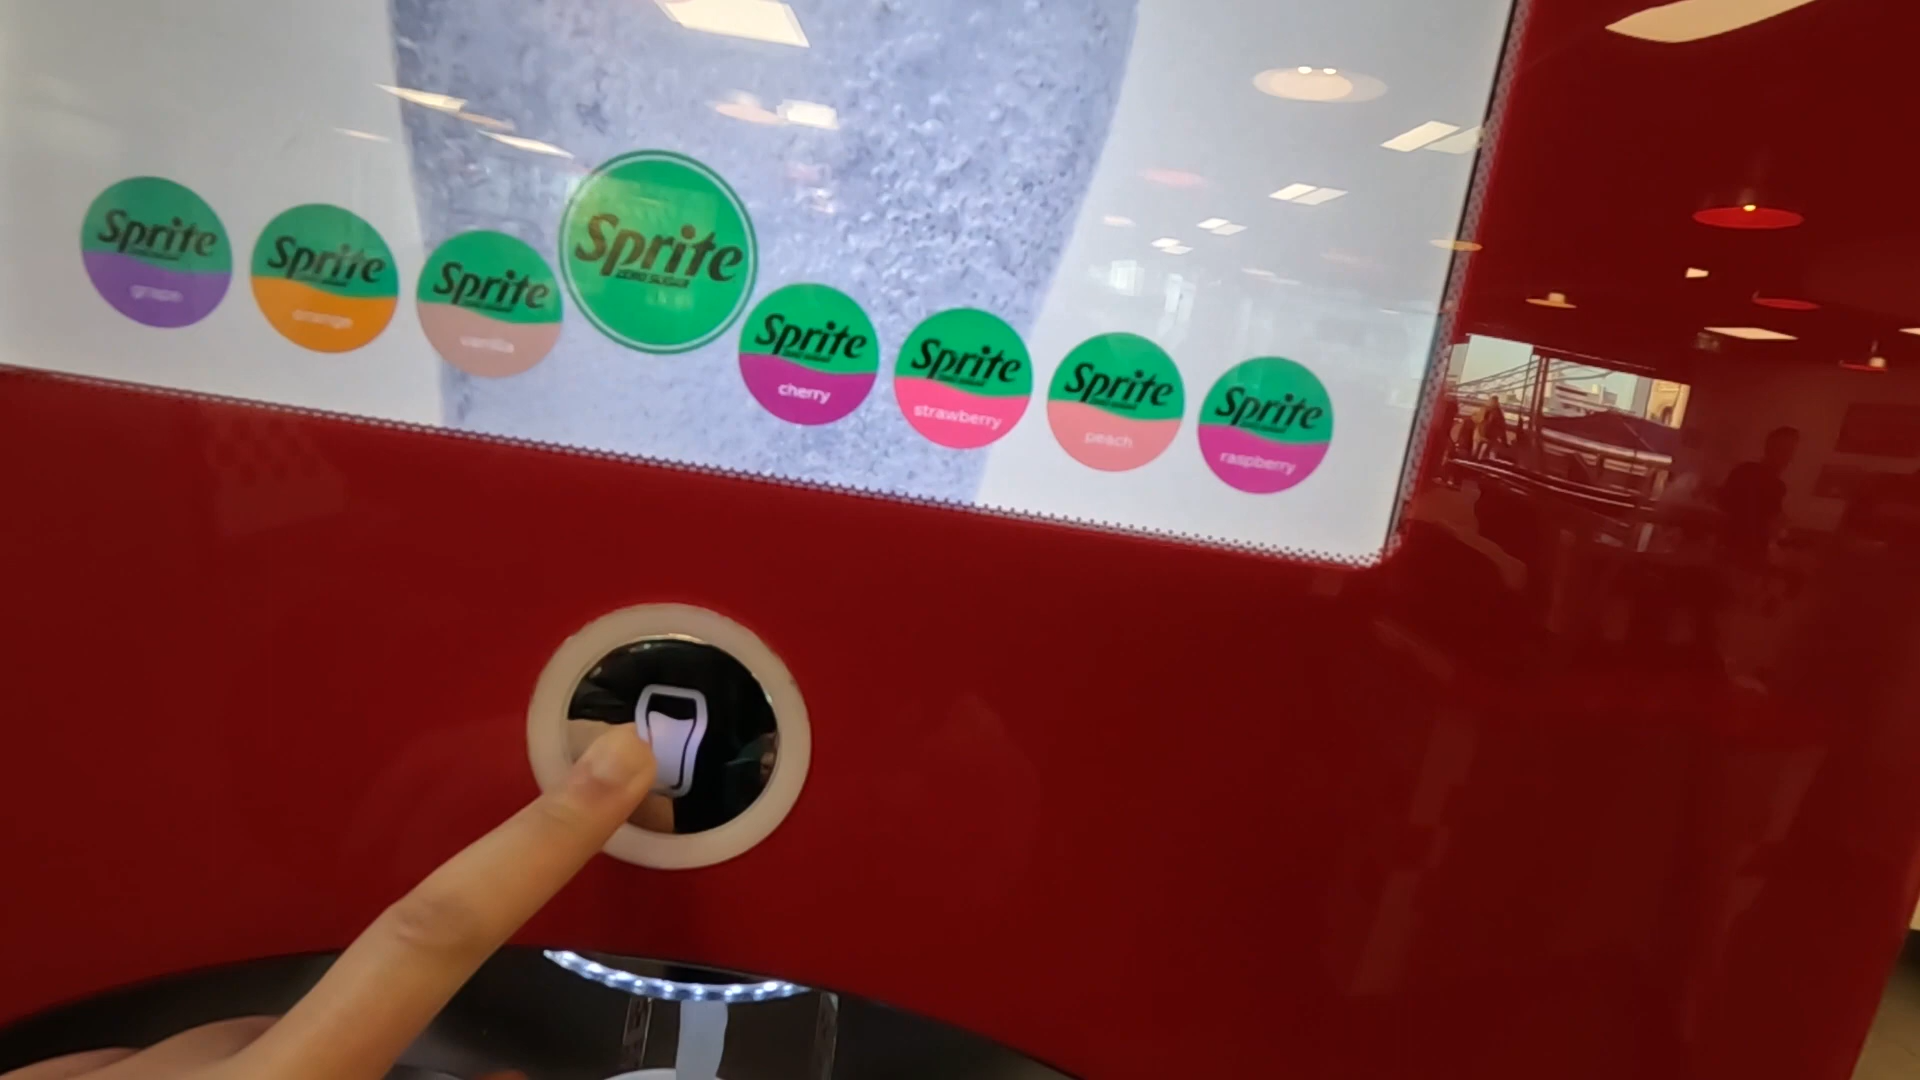 Sprite
grape
Sprite
orange
Sprite
vanilla
Sprite
ZERO SUGAR
Sprite
cherry
Sprite
strawberry
Sprite
peach
Sprite
raspberry